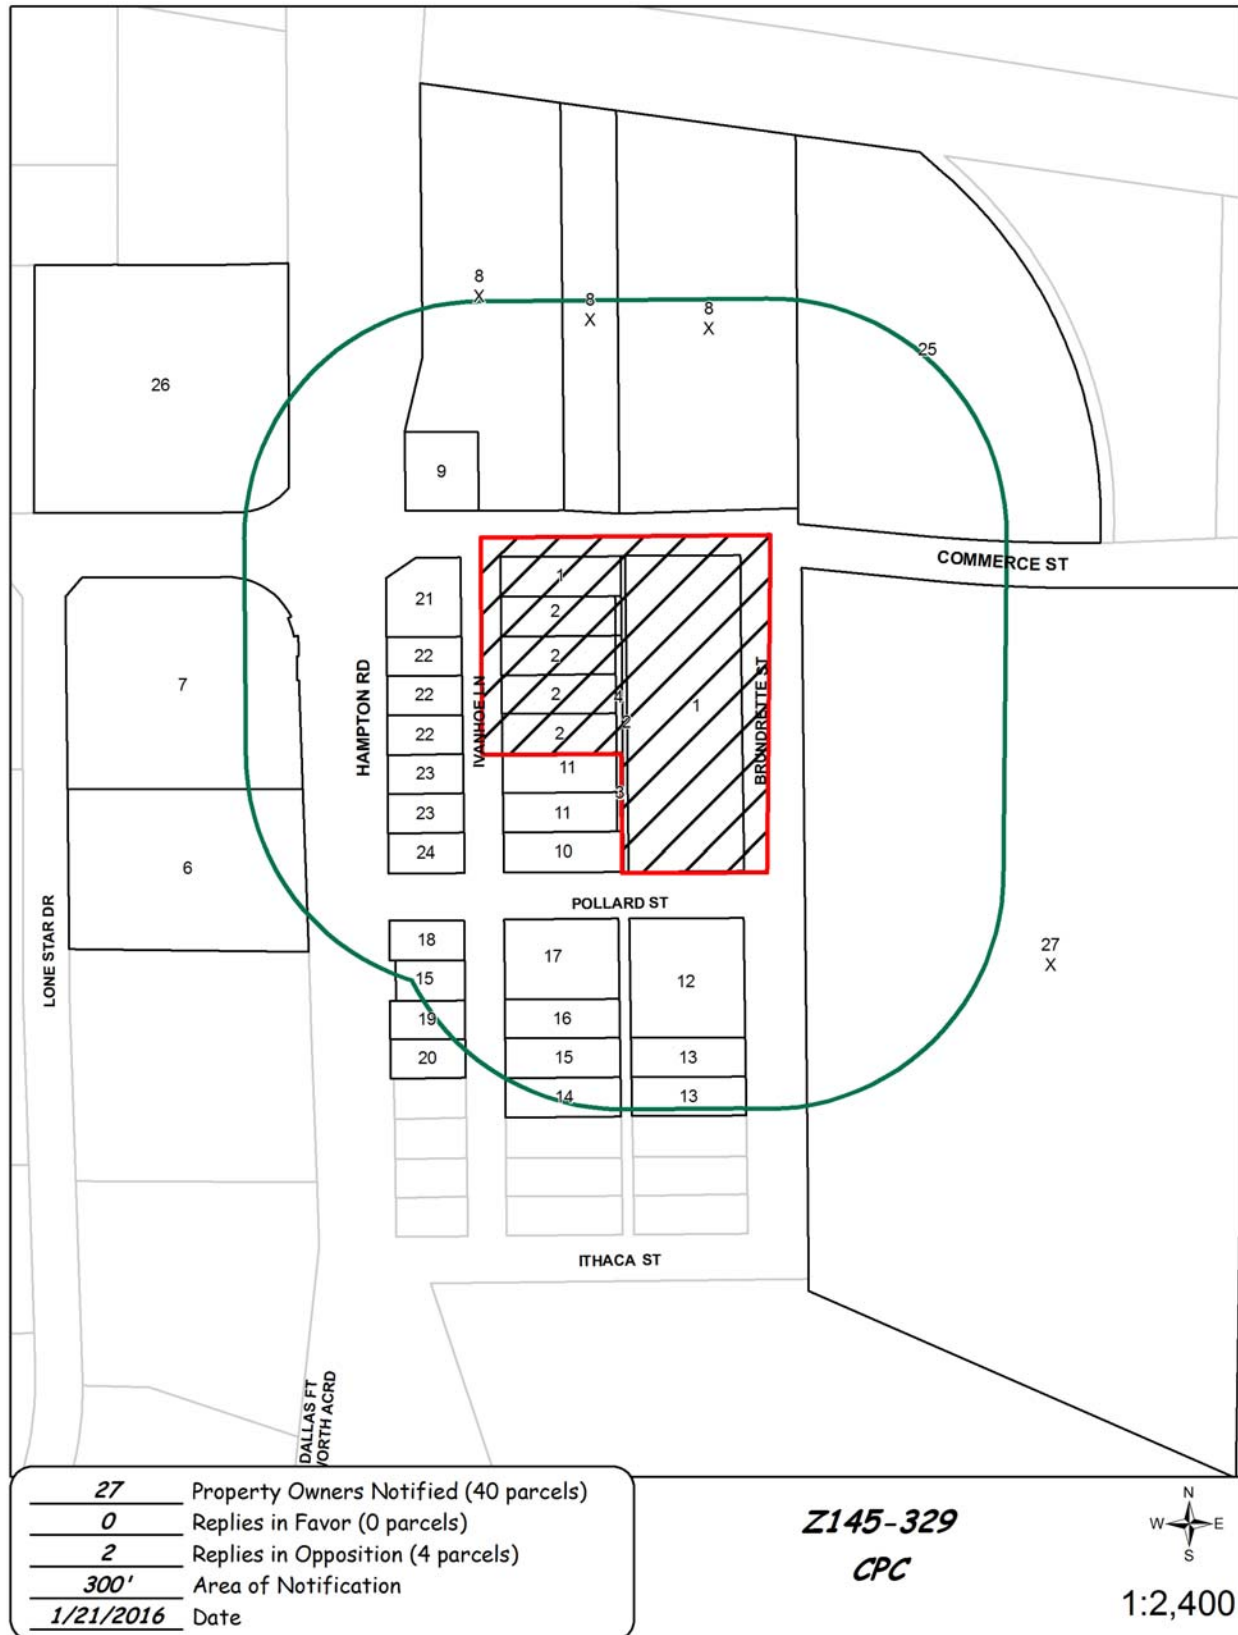 8
X
8
X
8
X
25
26
9
COMMERCE ST
1
21
2
22
2
7
HAMPTON RD
IVANHOE LN
22
2
4
1
BRUNDRETTE ST
2
22
2
23
11
3
23
11
6
24
10
POLLARD ST
LONE STAR DR
18
17
27
X
15
12
19
16
20
15
13
14
13
ITHACA ST
DALLAS FT
WORTH ACRD
27 Property Owners Notified (40 parcels)
0 Replies in Favor (0 parcels)
2 Replies in Opposition (4 parcels)
300' Area of Notification
1/21/2016 Date
Z145-329
CPC
N
W E
S
1:2,400